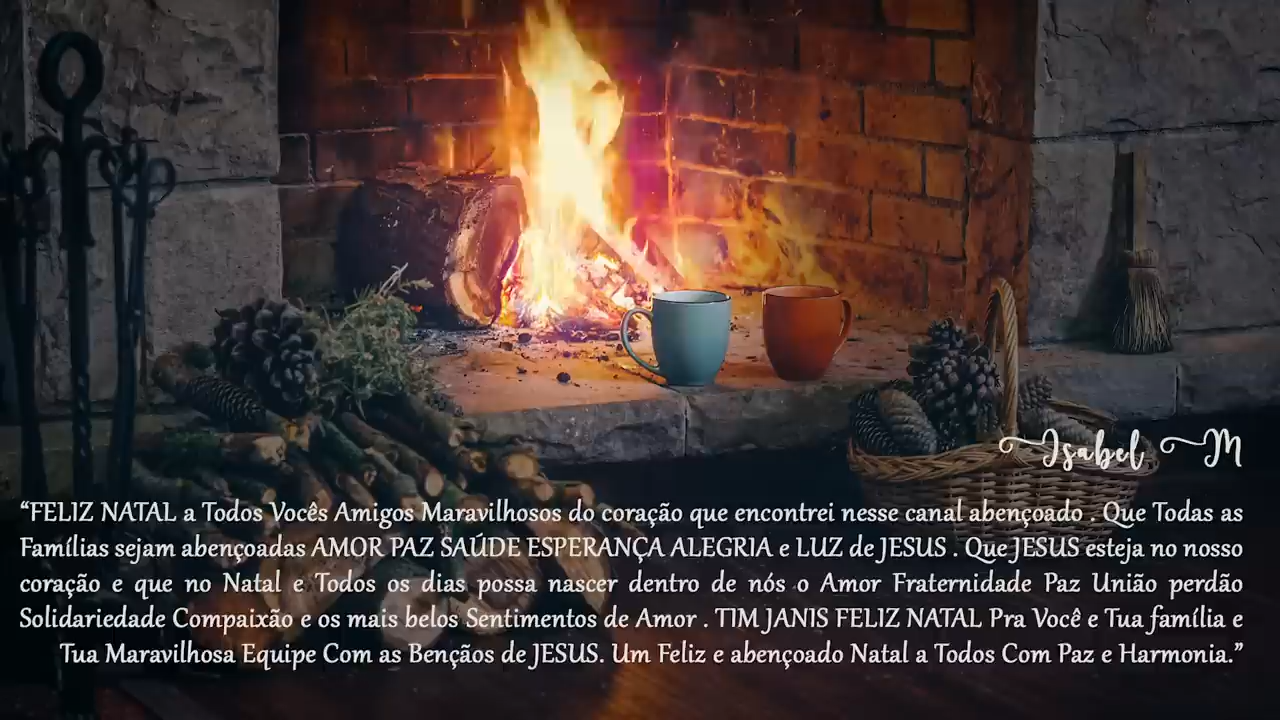 Isabel M
“FELIZ NATAL a Todos Vocês Amigos Maravilhosos do coração que encontrei nesse canal abençoado . Que Todas as
Famílias sejam abençoadas AMOR PAZ SAÚDE ESPERANÇA ALEGRIA e LUZ de JESUS . Que JESUS esteja no nosso
coração e que no Natal e Todos os dias possa nascer dentro de nós o Amor Fraternidade Paz União perdão
Solidariedade Compaixão e os mais belos Sentimentos de Amor . TIM JANIS FELIZ NATAL Pra Você e Tua família e
Tua Maravilhosa Equipe Com as Bençãos de JESUS. Um Feliz e abençoado Natal a Todos Com Paz e Harmonia.”